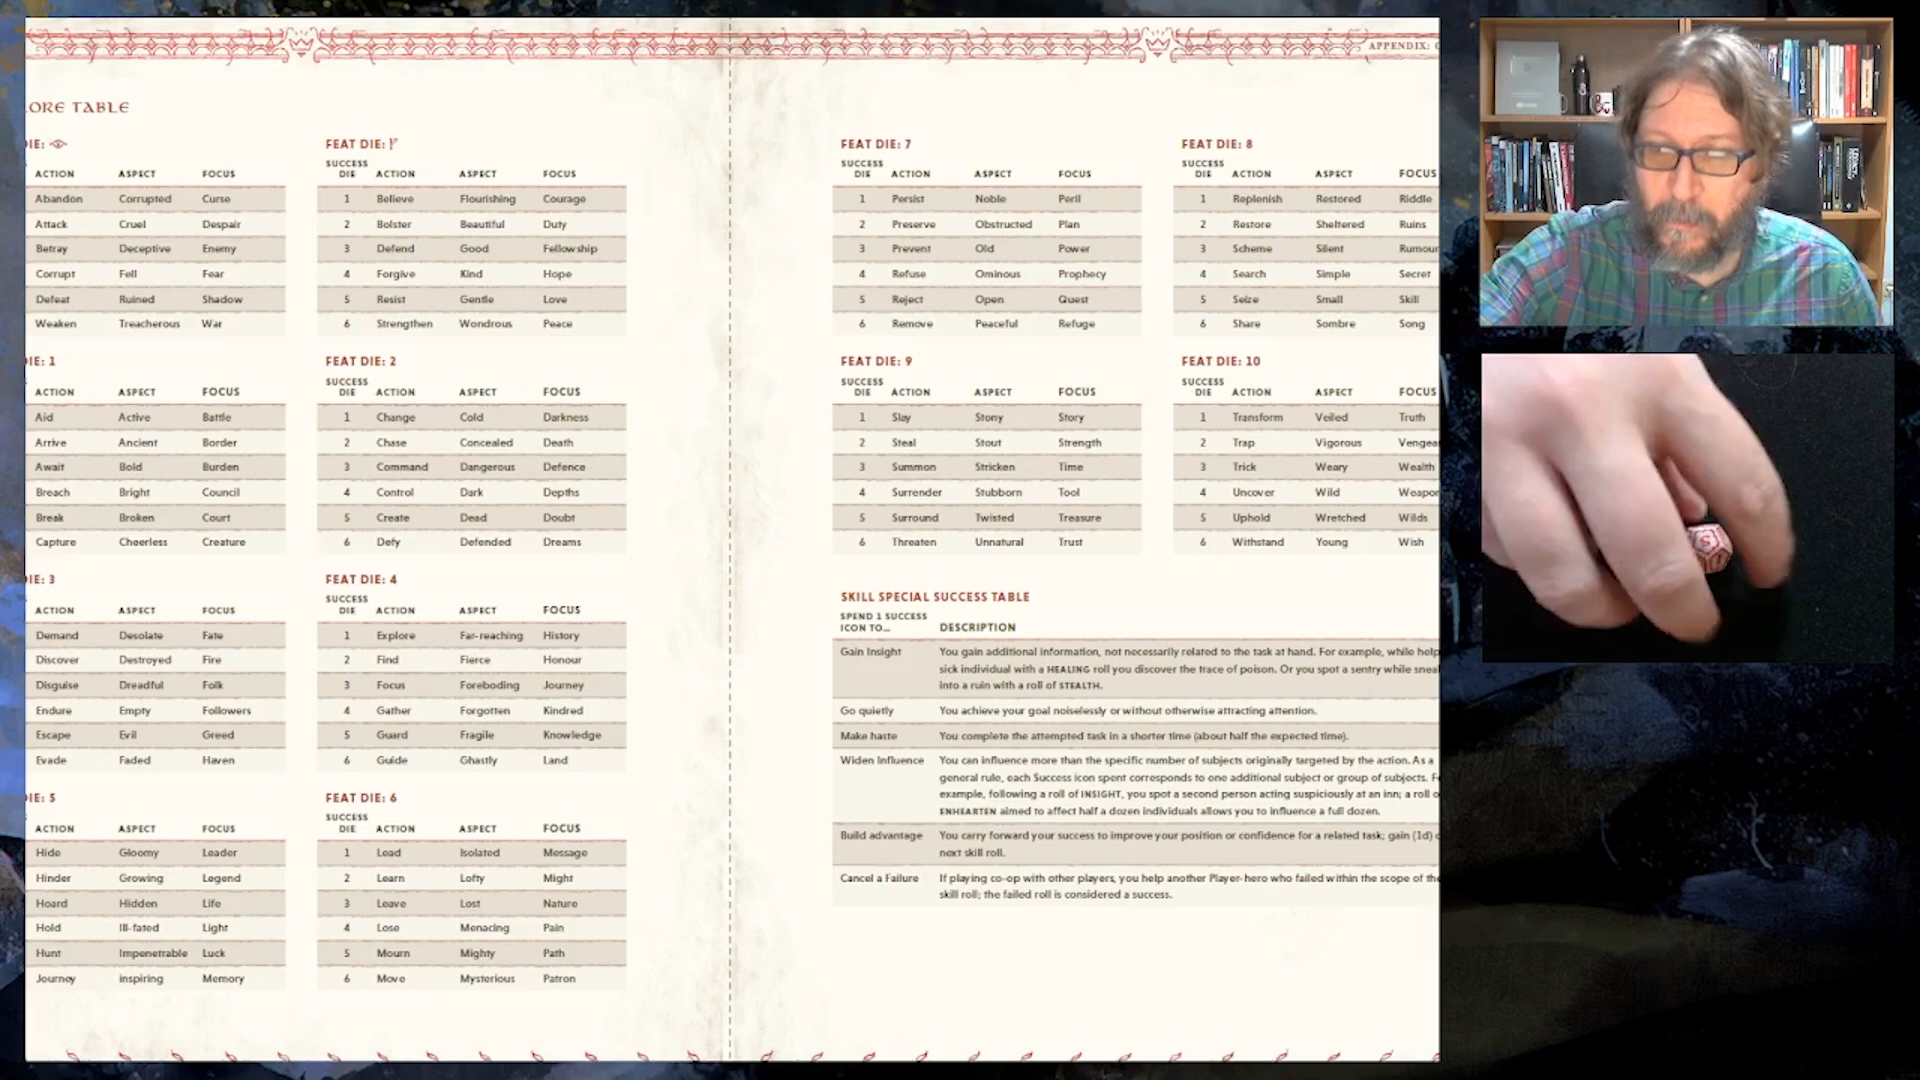 APPENDIX:
LORE TABLE
DIE:
ACTION ASPECT FOCUS
Abandon Corrupted Curse
Attack Cruel Despair
Betray Deceptive Enemy
Corrupt Fell Fear
Defeat Ruined Shadow
Weaken Treacherous War
FEAT DIE:
SUCCESS
DIE ACTION ASPECT FOCUS
1 Believe Flourishing Courage
2 Bolster Beautiful Duty
3 Defend Good Fellowship
4 Forgive Kind Hope
5 Resist Gentle Love
6 Strengthen Wondrous Peace
DIE: 1
ACTION ASPECT FOCUS
Aid Active Battle
Arrive Ancient Border
Await Bold Burden
Breach Bright Council
Break Broken Court
Capture Cheerless Creature
FEAT DIE: 2
SUCCESS
DIE ACTION ASPECT FOCUS
1 Change Cold Darkness
2 Chase Concealed Death
3 Command Dangerous Defence
4 Control Dark Depths
5 Create Dead Doubt
6 Defy Defended Dreams
DIE: 3
ACTION ASPECT FOCUS
Demand Desolate Fate
Discover Destroyed Fire
Disguise Dreadful Folk
Endure Empty Followers
Escape Evil Greed
Evade Faded Haven
FEAT DIE: 4
SUCCESS
DIE ACTION ASPECT FOCUS
1 Explore Far-reaching History
2 Find Fierce Honour
3 Focus Foreboding Journey
4 Gather Forgotten Kindred
5 Guard Fragile Knowledge
6 Guide Ghastly Land
DIE: 5
ACTION ASPECT FOCUS
Hide Gloomy Leader
Hinder Growing Legend
Hoard Hidden Life
Hold Ill-fated Light
Hunt Impenetrable Luck
Journey Inspiring Memory
FEAT DIE: 6
SUCCESS
DIE ACTION ASPECT FOCUS
1 Lead Isolated Message
2 Learn Lofty Might
3 Leave Lost Nature
4 Lose Menacing Pain
5 Mourn Mighty Path
6 Move Mysterious Patron
FEAT DIE: 7
SUCCESS
DIE ACTION ASPECT FOCUS
1 Persist Noble Peril
2 Preserve Obstructed Plan
3 Prevent Old Power
4 Refuse Ominous Prophecy
5 Reject Open Quest
6 Remove Peaceful Refuge
FEAT DIE: 8
SUCCESS
DIE ACTION ASPECT FOCUS
1 Replenish Restored Riddle
2 Restore Sheltered Ruins
3 Scheme Silent Rumour
4 Search Simple Secret
5 Seize Small Skill
6 Share Sombre Song
FEAT DIE: 9
SUCCESS
DIE ACTION ASPECT FOCUS
1 Slay Stony Story
2 Steal Stout Strength
3 Summon Stricken Time
4 Surrender Stubborn Tool
5 Surround Twisted Treasure
6 Threaten Unnatural Trust
FEAT DIE: 10
SUCCESS
DIE ACTION ASPECT FOCUS
1 Transform Veiled Truth
2 Trap Vigorous Vengea
3 Trick Weary Wealth
4 Uncover Wild Weapon
5 Uphold Wretched Wilds
6 Withstand Young Wish
SKILL SPECIAL SUCCESS TABLE
SPEND 1 SUCCESS
ICON TO... DESCRIPTION
Gain Insight You gain additional information, not necessarily related to the task at hand. For example, while help
sick individual with a HEALING roll you discover the trace of poison. Or you spot a sentry while sneak
into a ruin with a roll of STEALTH.
Go quietly You achieve your goal noiselessly or without otherwise attracting attention.
Make haste You complete the attempted task in a shorter time (about half the expected time).
Widen Influence You can influence more than the specific number of subjects originally targeted by the action. As a
general rule, each Success icon spent corresponds to one additional subject or group of subjects. Fo
example, following a roll of INSIGHT, you spot a second person acting suspiciously at an inn; a roll o
ENHEARTEN aimed to affect half a dozen individuals allows you to influence a full dozen.
Build advantage You carry forward your success to improve your position or confidence for a related task; gain (1d) o
next skill roll.
Cancel a Failure If playing co-op with other players, you help another Player-hero who failed within the scope of the
skill roll; the failed roll is considered a success.